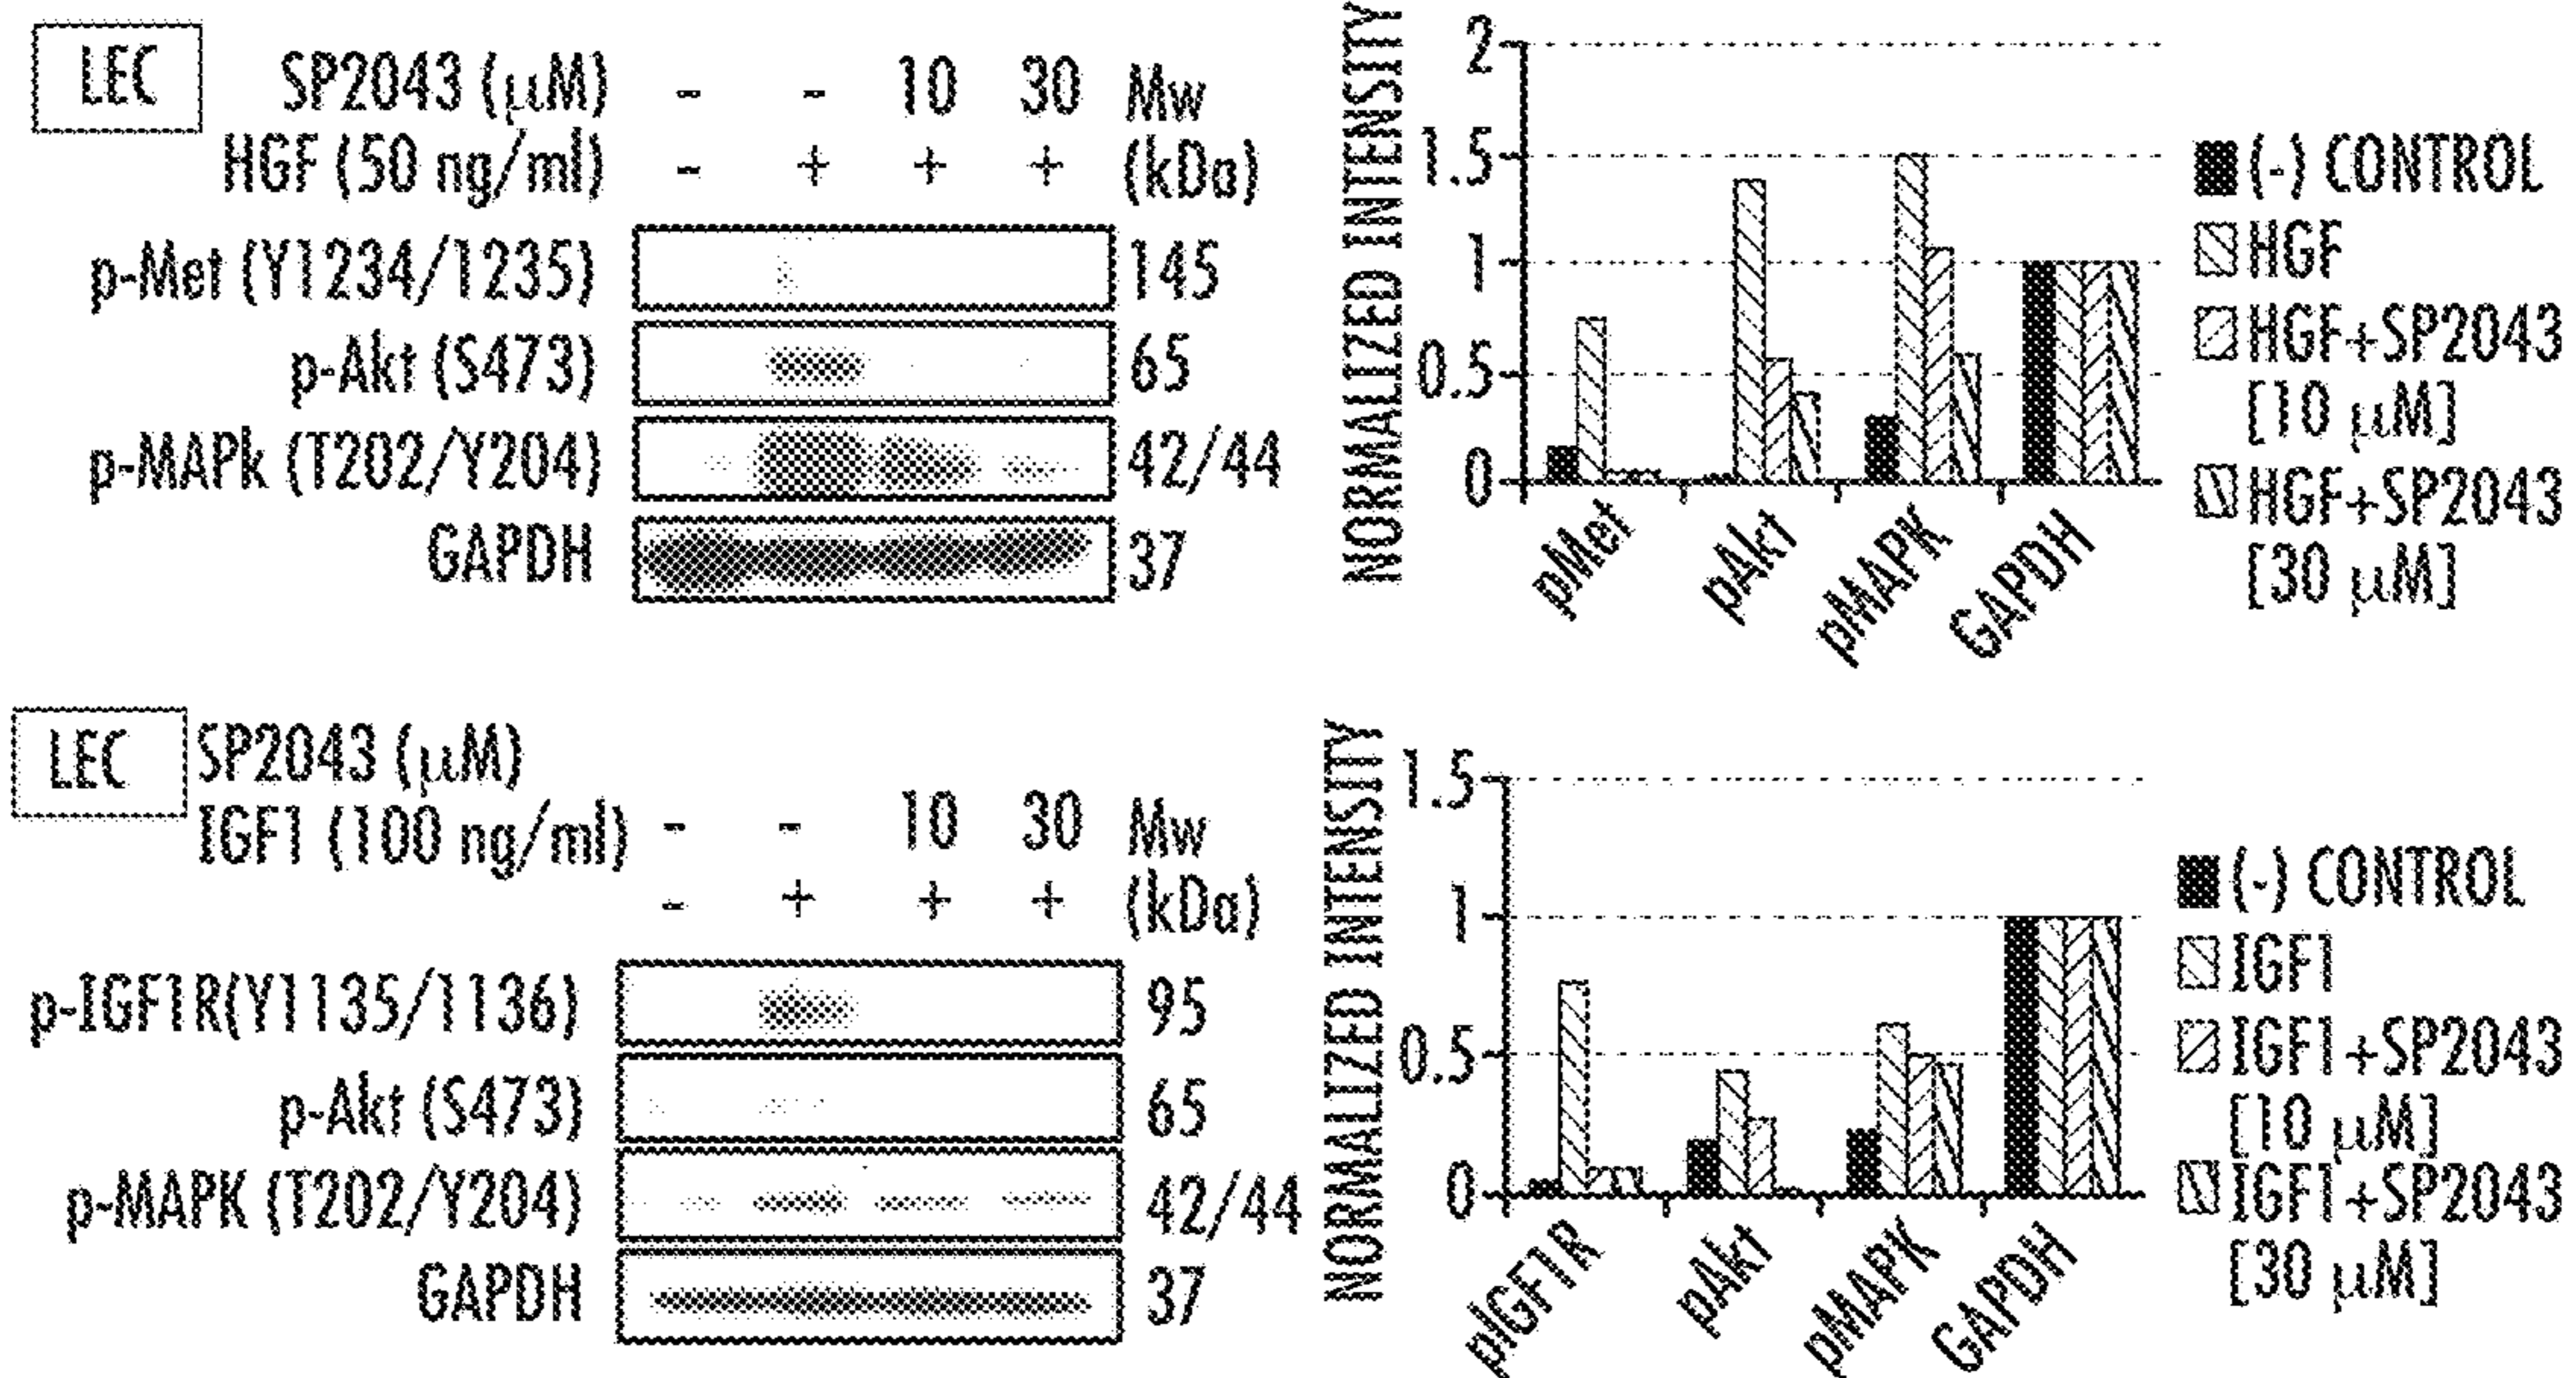 LEC
SP2043 (μM) - - 10 30 Mw
HGF (50 ng/ml) - + + + (kDa)
p-Met (Y1234/1235) 145
p-Akt (S473) 65
p-MAPk (T202/Y204) 42/44
GAPDH 37
NORMALIZED INTENSITY
2
1.5
1
0.5
0
pMet
pAkt
pMAPK
GAPDH
(-) CONTROL
HGF
HGF+SP2043
[10 μM]
HGF+SP2043
[30 μM]
LEC
SP2043 (μM)
IGF1 (100 ng/ml) - - 10 30 Mw
- + + + (kDa)
p-IGF1R(Y1135/1136) 95
p-Akt (S473) 65
p-MAPK (T202/Y204) 42/44
GAPDH 37
NORMALIZED INTENSITY
1.5
1
0.5
0
pIGF1R
pAkt
pMAPK
GAPDH
(-) CONTROL
IGF1
IGF1+SP2043
[10 μM]
IGF1+SP2043
[30 μM]